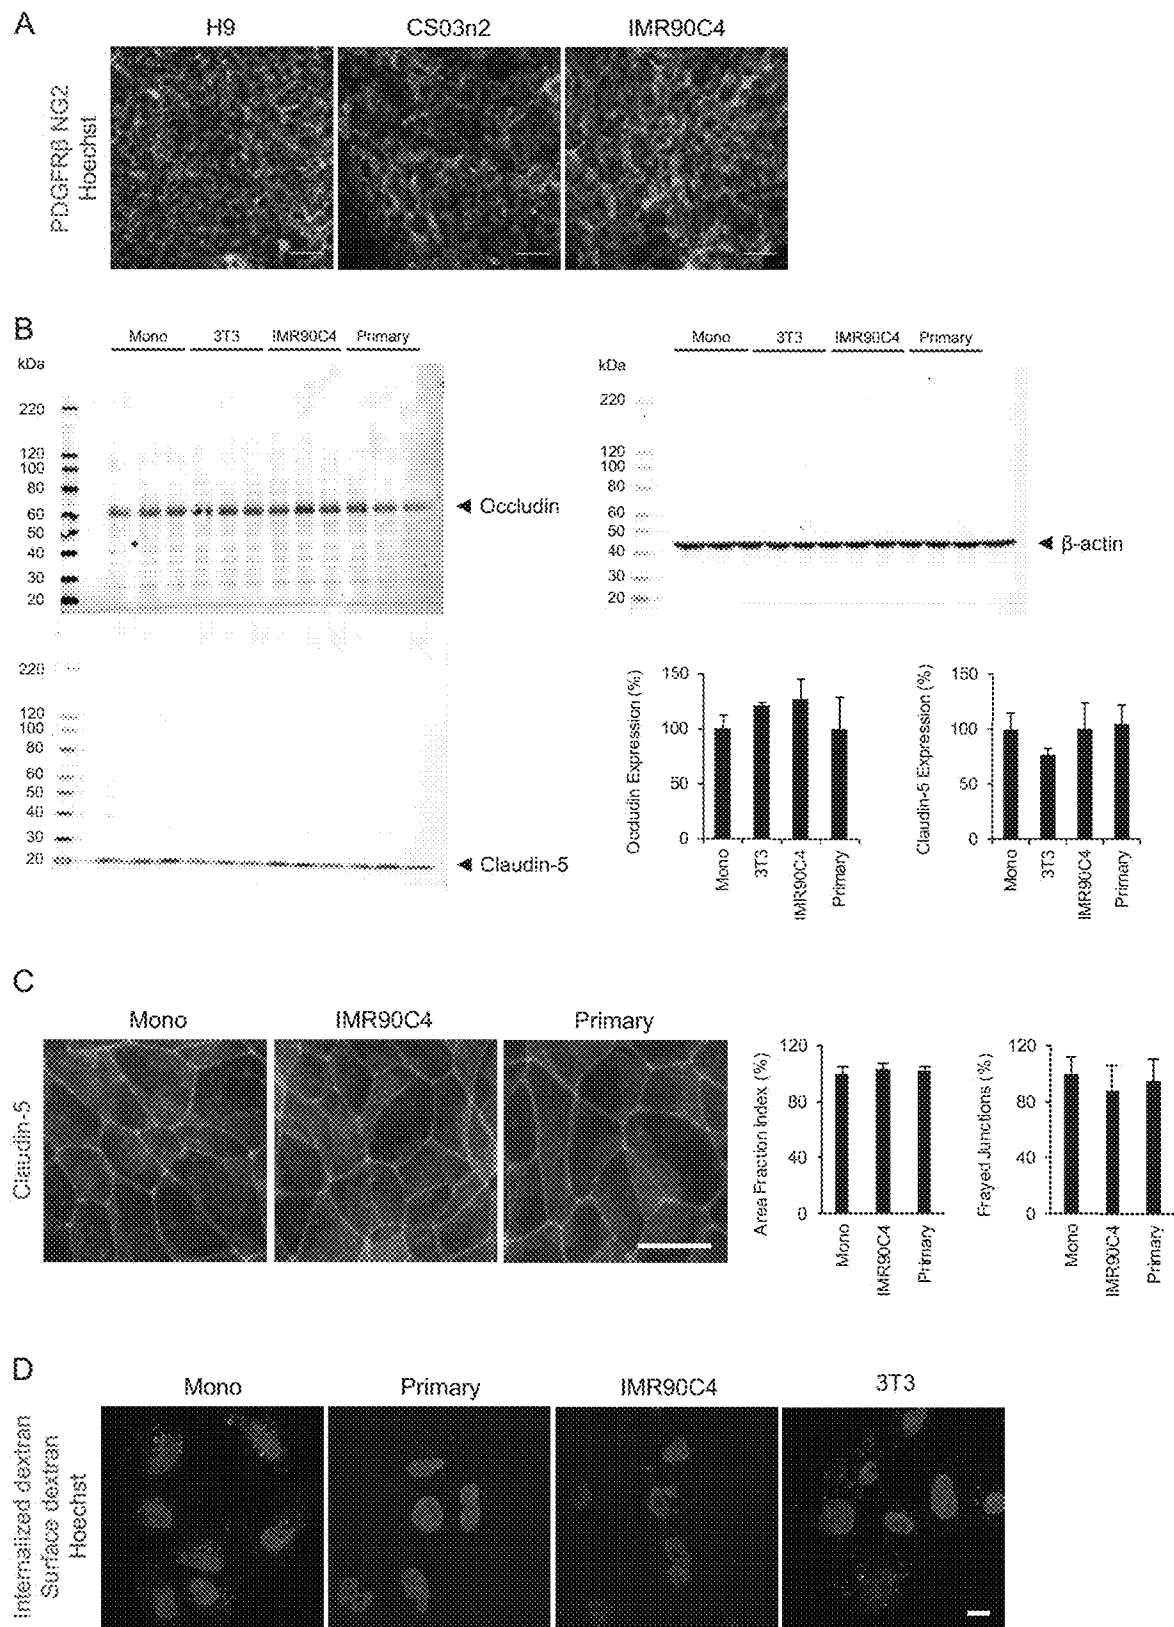 A
H9 CS03n2 IMR90C4
PDGFRβ NG2
Hoechst
B
Mono 3T3 IMR90C4 Primary
kDa
220
120
100
80
60
50
40
30
20
Occludin
Mono 3T3 IMR90C4 Primary
kDa
220
120
100
80
60
50
40
30
20
β-actin
220
120
100
80
60
50
40
30
20
Claudin-5
Occludin Expression (%)
150
100
50
0
Mono 3T3 IMR90C4 Primary
Claudin-5 Expression (%)
150
100
50
0
Mono 3T3 IMR90C4 Primary
C
Mono IMR90C4 Primary
Claudin-5
Area Fraction Index (%)
120
80
40
0
Mono IMR90C4 Primary
Frayed Junctions (%)
120
80
40
0
Mono IMR90C4 Primary
D
Mono Primary IMR90C4 3T3
Internalized dextran
Surface dextran
Hoechst